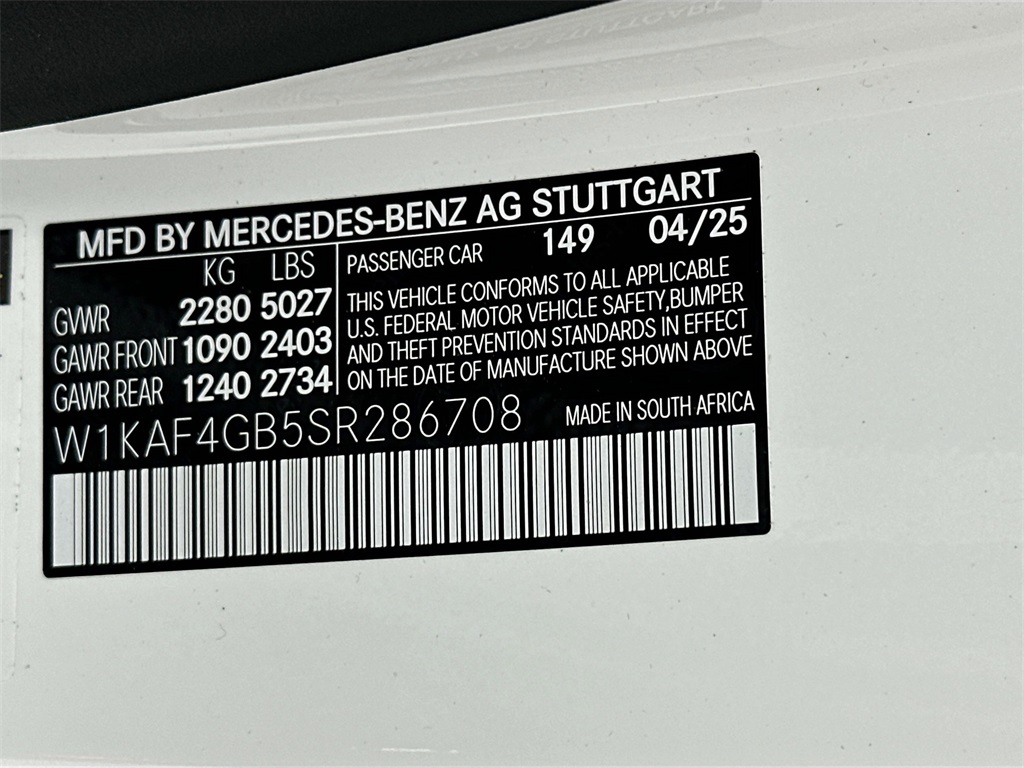 MFD BY MERCEDES-BENZ AG STUTTGART
KG LBS
GVWR 2280 5027
GAWR FRONT 1090 2403
GAWR REAR 1240 2734
PASSENGER CAR 149 04/25
THIS VEHICLE CONFORMS TO ALL APPLICABLE
U.S. FEDERAL MOTOR VEHICLE SAFETY,BUMPER
AND THEFT PREVENTION STANDARDS IN EFFECT
ON THE DATE OF MANUFACTURE SHOWN ABOVE
W1KAF4GB5SR286708 MADE IN SOUTH AFRICA